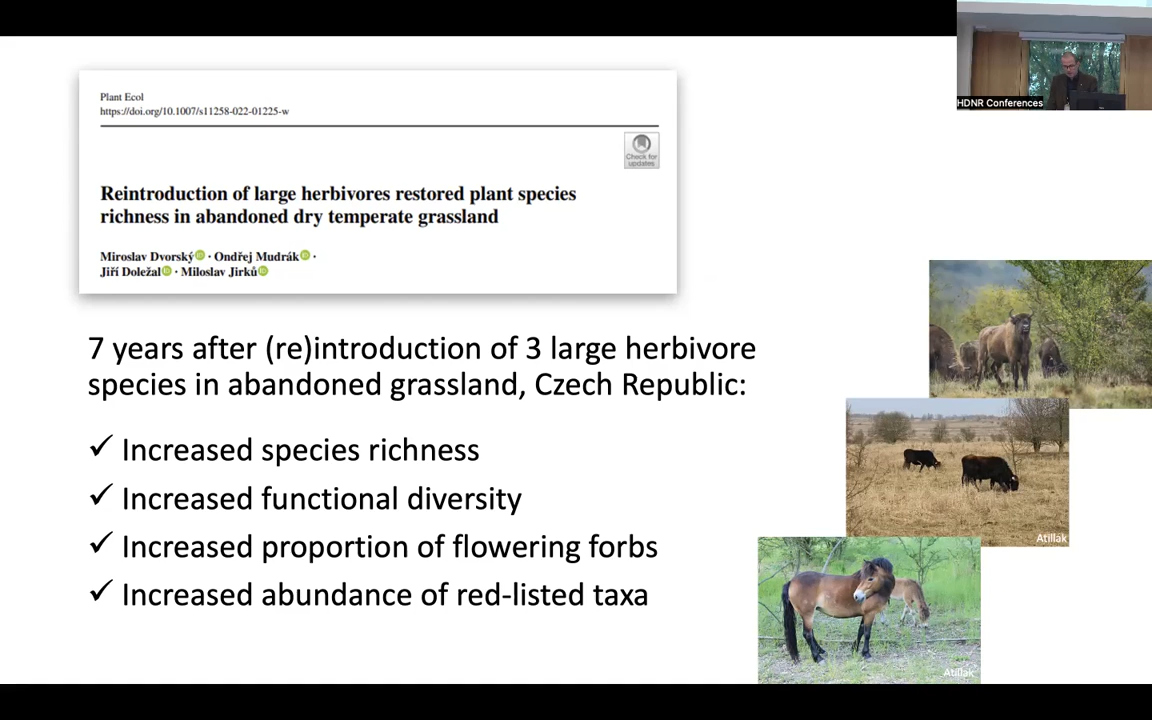 HDNR Conferences
Plant Ecol
https://doi.org/10.1007/s11258-022-01225-w
Check for
updates
Reintroduction of large herbivores restored plant species
richness in abandoned dry temperate grassland
Miroslav Dvorský · Ondřej Mudrák ·
Jiří Doležal · Miloslav Jirků
7 years after (re)introduction of 3 large herbivore
species in abandoned grassland, Czech Republic:
✓ Increased species richness
✓ Increased functional diversity
✓ Increased proportion of flowering forbs
✓ Increased abundance of red-listed taxa
Atillak
Atillak